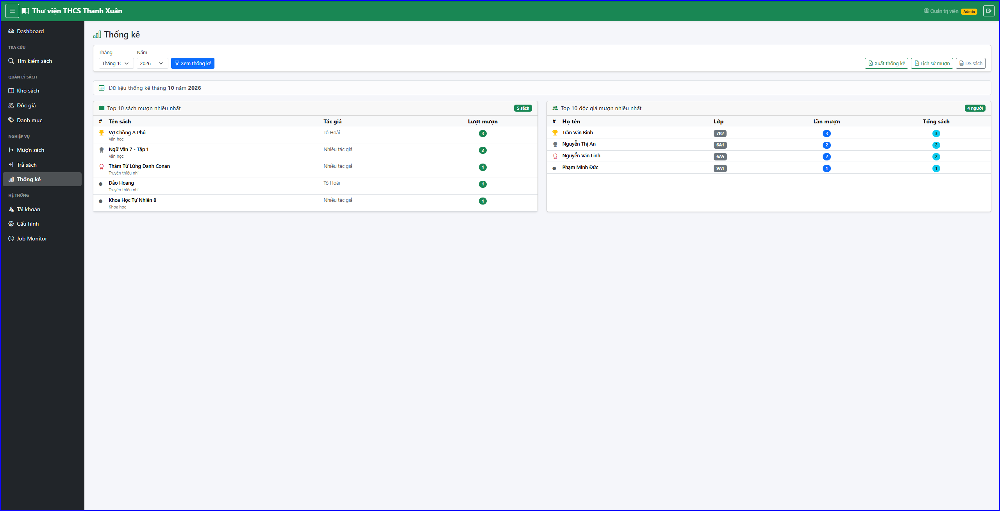 Thư viện THCS Thanh Xuân
Quản trị viên Admin
Dashboard
TRA CỨU
Tìm kiếm sách
QUẢN LÝ SÁCH
Kho sách
Độc giả
Danh mục
NGHIỆP VỤ
Mượn sách
Trả sách
Thống kê
HỆ THỐNG
Tài khoản
Cấu hình
Job Monitor
Thống kê
Tháng Năm
Tháng 10 2026 Xem thống kê
Xuất thống kê Lịch sử mượn DS sách
Dữ liệu thống kê tháng 10 năm 2026
Top 10 sách mượn nhiều nhất 5 sách
# Tên sách Tác giả Lượt mượn
Vợ Chồng A Phủ Tô Hoài 3
Văn học
Ngữ Văn 7 - Tập 1 Nhiều tác giả 2
Văn học
Thám Tử Lừng Danh Conan Nhiều tác giả 1
Truyện thiếu nhi
Đảo Hoang Tô Hoài 1
Truyện thiếu nhi
Khoa Học Tự Nhiên 8 Nhiều tác giả 1
Khoa học
Top 10 độc giả mượn nhiều nhất 4 người
# Họ tên Lớp Lần mượn Tổng sách
Trần Văn Bình 7B2 3 3
Nguyễn Thị An 6A1 2 2
Nguyễn Văn Linh 6A5 2 2
Phạm Minh Đức 9A1 1 1